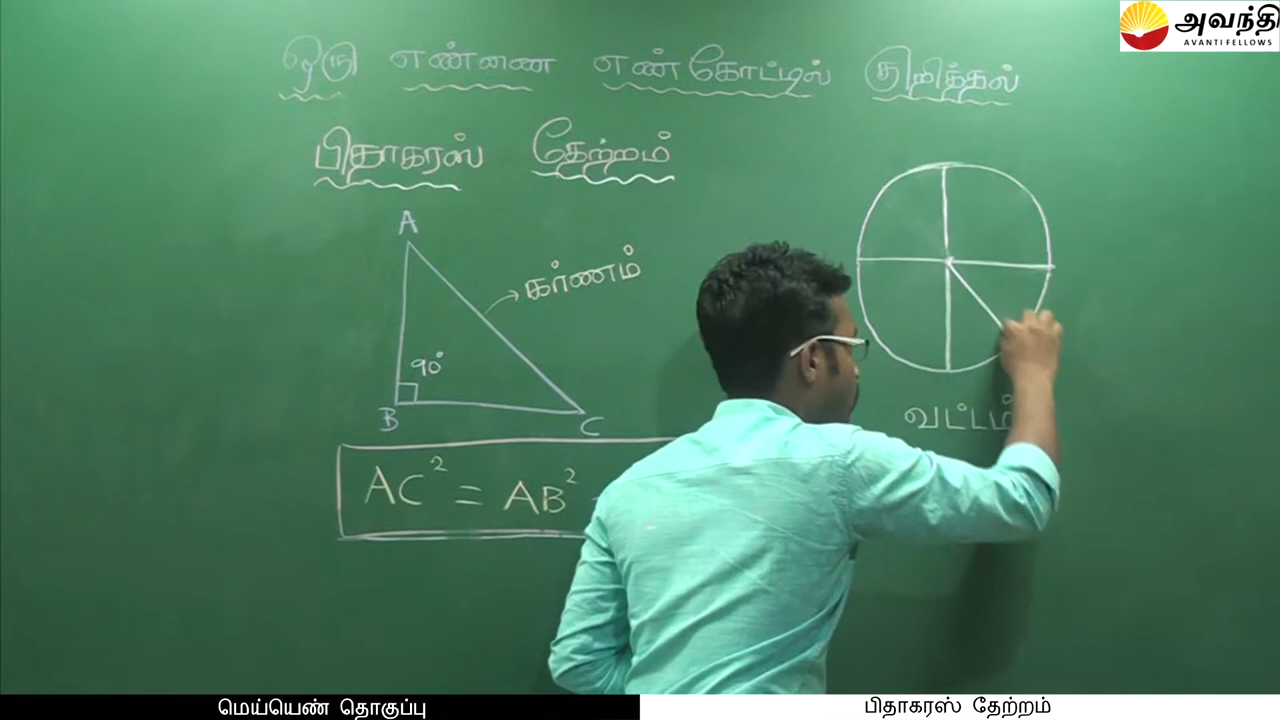 அவந்தி
AVANTI FELLOWS
ஒரு எண்ணை எண்கோட்டில் குறித்தல்
பிதாகரஸ் தேற்றம்
A
கர்ணம்
90°
B
C
வட்டம்
AC² = AB²
மெய்யெண் தொகுப்பு
பிதாகரஸ் தேற்றம்